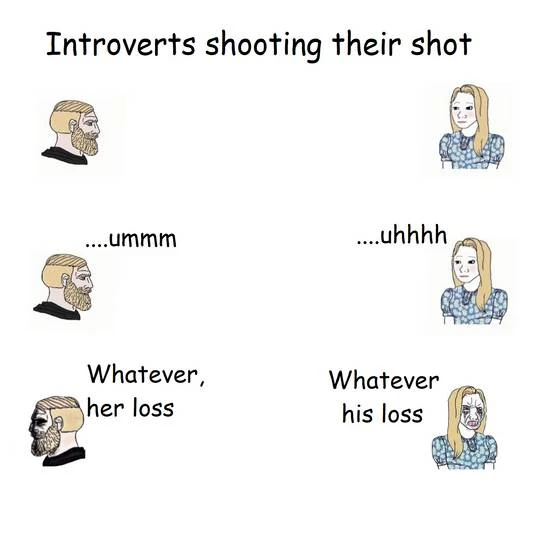 Introverts shooting their shot
....ummm
....uhhhh
Whatever,
her loss
Whatever
his loss